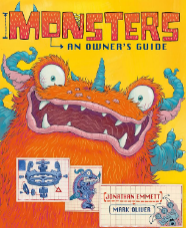 MONSTERS
AN OWNER'S GUIDE
JONATHAN EMMETT
MARK OLIVER